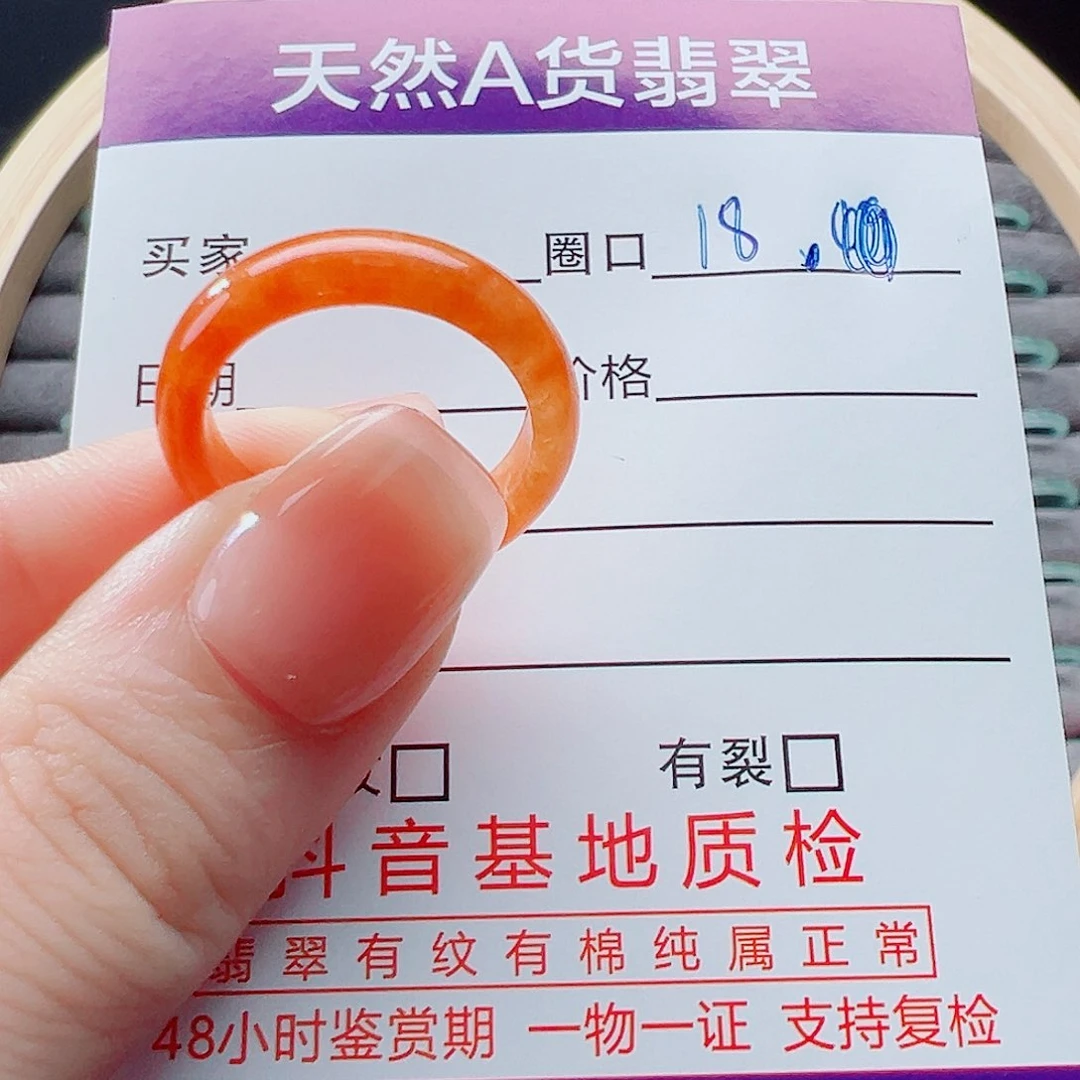 天然A货翡翠
买家 圈口 18.
日期 价格
有裂
抖音基地质检
翡翠有纹有棉纯属正常
48小时鉴赏期 一物一证 支持复检